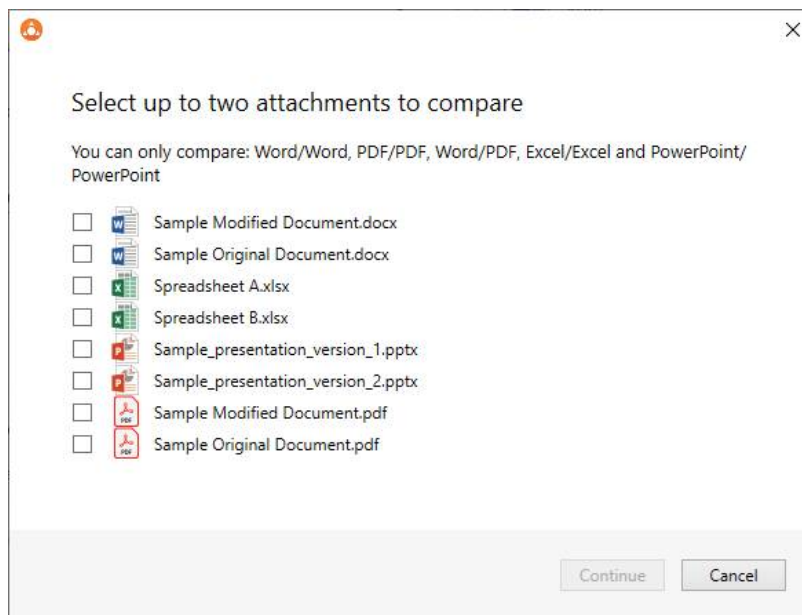 Select up to two attachments to compare
You can only compare: Word/Word, PDF/PDF, Word/PDF, Excel/Excel and PowerPoint/
PowerPoint
Sample Modified Document.docx
Sample Original Document.docx
Spreadsheet A.xlsx
Spreadsheet B.xlsx
Sample_presentation_version_1.pptx
Sample_presentation_version_2.pptx
PDF Sample Modified Document.pdf
PDF Sample Original Document.pdf
Continue Cancel